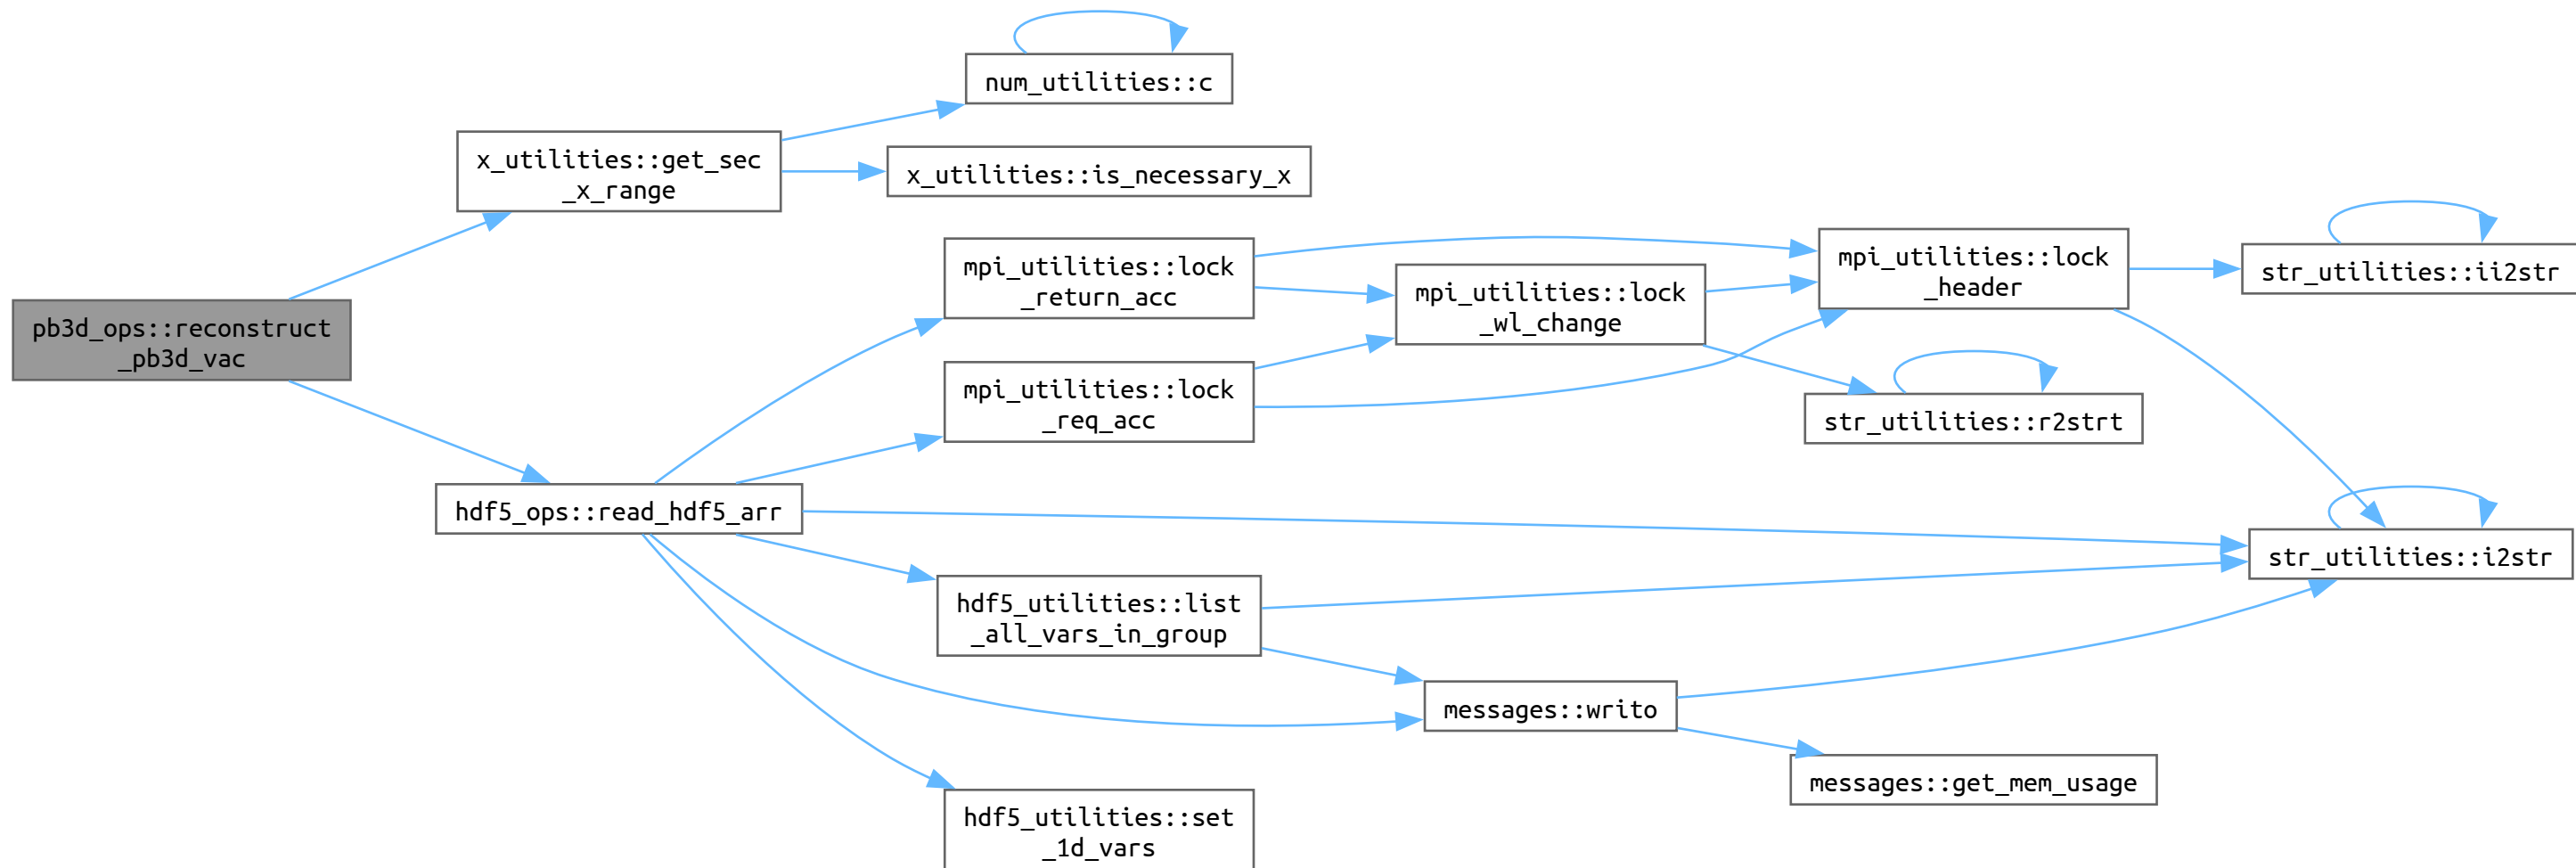 pb3d_ops::reconstruct
_pb3d_vac
x_utilities::get_sec
_x_range
num_utilities::c
x_utilities::is_necessary_x
hdf5_ops::read_hdf5_arr
mpi_utilities::lock
_return_acc
mpi_utilities::lock
_req_acc
mpi_utilities::lock
_wl_change
mpi_utilities::lock
_header
str_utilities::ii2str
str_utilities::r2strt
str_utilities::i2str
hdf5_utilities::list
_all_vars_in_group
messages::writo
messages::get_mem_usage
hdf5_utilities::set
_1d_vars